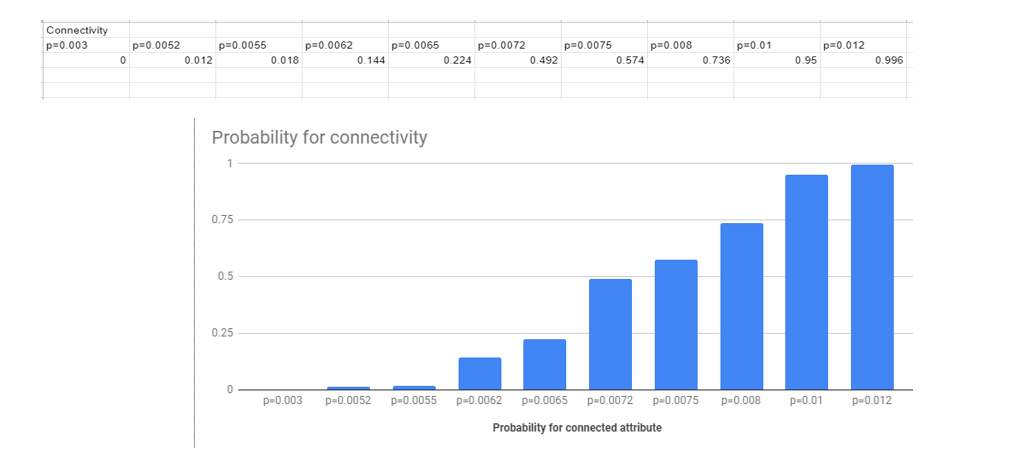 Connectivity
p=0.003 p=0.0052 p=0.0055 p=0.0062 p=0.0065 p=0.0072 p=0.0075 p=0.008 p=0.01 p=0.012
0 0.012 0.018 0.144 0.224 0.492 0.574 0.736 0.95 0.996
Probability for connectivity
1
0.75
0.5
0.25
0
p=0.003 p=0.0052 p=0.0055 p=0.0062 p=0.0065 p=0.0072 p=0.0075 p=0.008 p=0.01 p=0.012
Probability for connected attribute